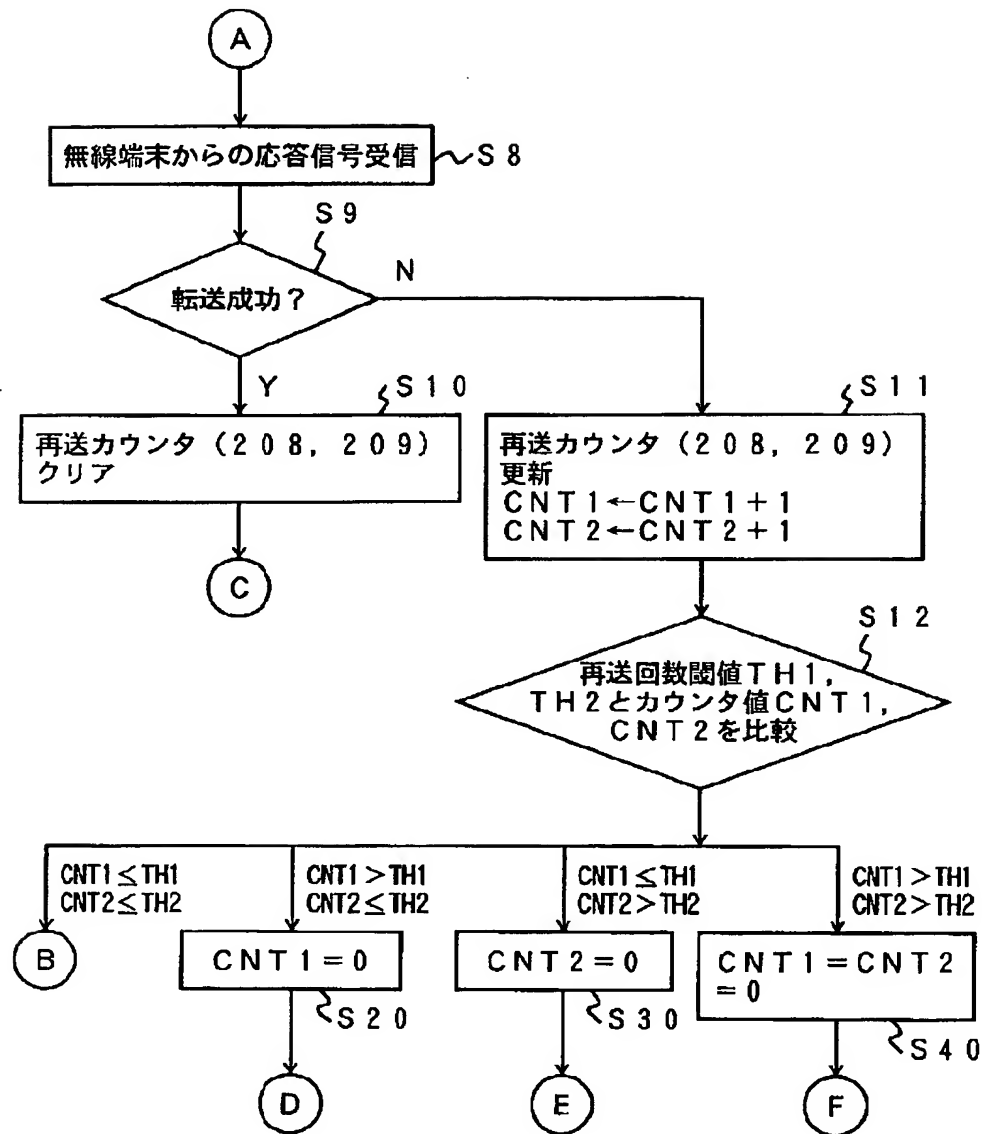 A
無線端末からの応答信号受信
S8
S9
転送成功？
N
Y
S10
再送カウンタ（208，209）
クリア
C
S11
再送カウンタ（208，209）
更新
CNT1←CNT1＋1
CNT2←CNT2＋1
S12
再送回数閾値TH1，
TH2とカウンタ値CNT1，
CNT2を比較
CNT1≤TH1
CNT2≤TH2
B
CNT1>TH1
CNT2≤TH2
CNT1=0
S20
D
CNT1≤TH1
CNT2>TH2
CNT2=0
S30
E
CNT1>TH1
CNT2>TH2
CNT1=CNT2
=0
S40
F